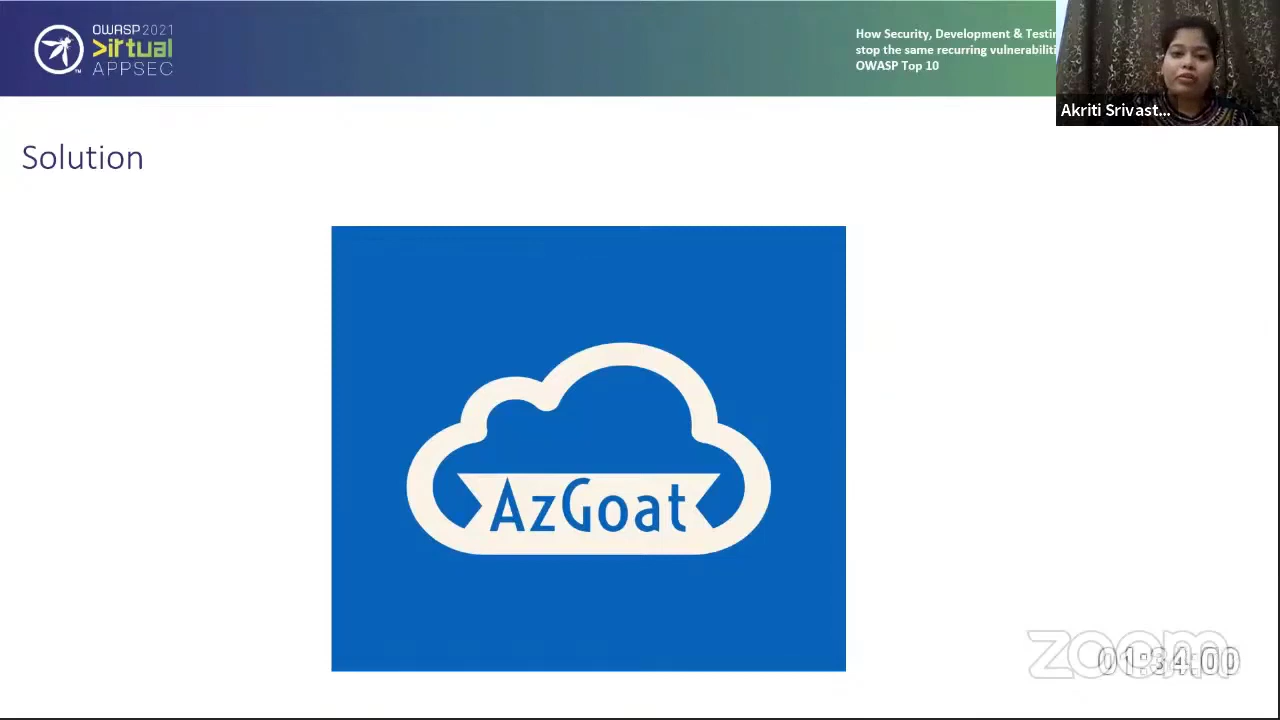 OWASP 2021
>irtual
APPSEC
How Security, Development & Testin
stop the same recurring vulnerabiliti
OWASP Top 10
Akriti Srivast...
Solution
AzGoat
zoom
01:34:00